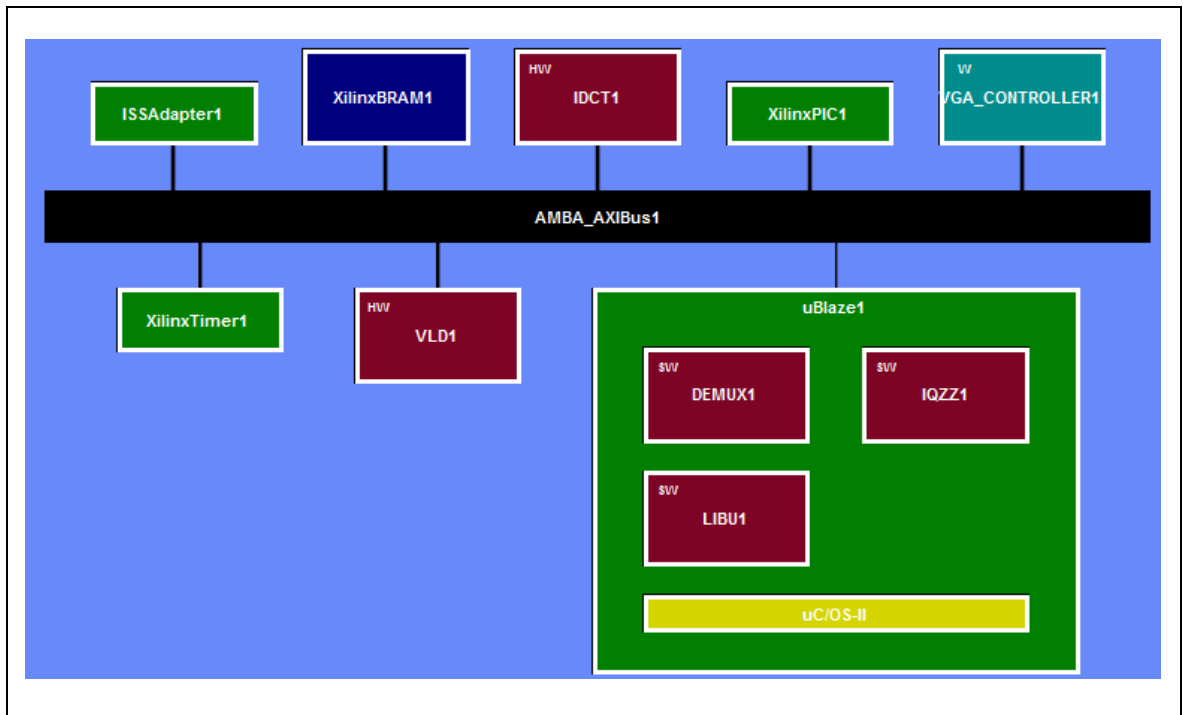 ISSAdapter1
XilinxBRAM1
HW
IDCT1
XilinxPIC1
W
VGA_CONTROLLER1
AMBA_AXIBus1
XilinxTimer1
HW
VLD1
uBlaze1
SW
DEMUX1
SW
IQZZ1
SW
LIBU1
uC/OS-II